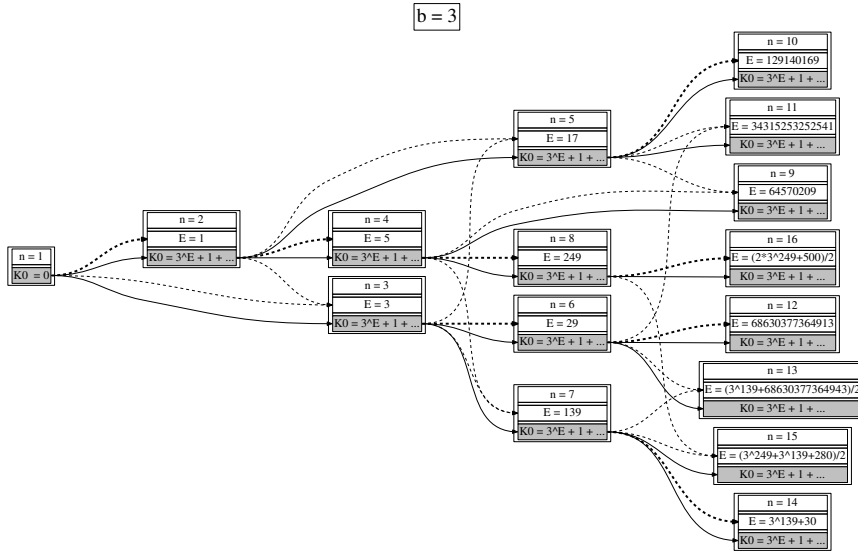 b = 3
n = 1
K0 = 0
n = 2
E = 1
K0 = 3^E + 1 + ...
n = 4
E = 5
K0 = 3^E + 1 + ...
n = 3
E = 3
K0 = 3^E + 1 + ...
n = 5
E = 17
K0 = 3^E + 1 + ...
n = 8
E = 249
K0 = 3^E + 1 + ...
n = 6
E = 29
K0 = 3^E + 1 + ...
n = 7
E = 139
K0 = 3^E + 1 + ...
n = 10
E = 129140169
K0 = 3^E + 1 + ...
n = 11
E = 34315253252541
K0 = 3^E + 1 + ...
n = 9
E = 64570209
K0 = 3^E + 1 + ...
n = 16
E = (2*3^249+500)/2
K0 = 3^E + 1 + ...
n = 12
E = 68630377364913
K0 = 3^E + 1 + ...
n = 13
E = (3^139+68630377364943)/2
K0 = 3^E + 1 + ...
n = 15
E = (3^249+3^139+280)/2
K0 = 3^E + 1 + ...
n = 14
E = 3^139+30
K0 = 3^E + 1 + ...